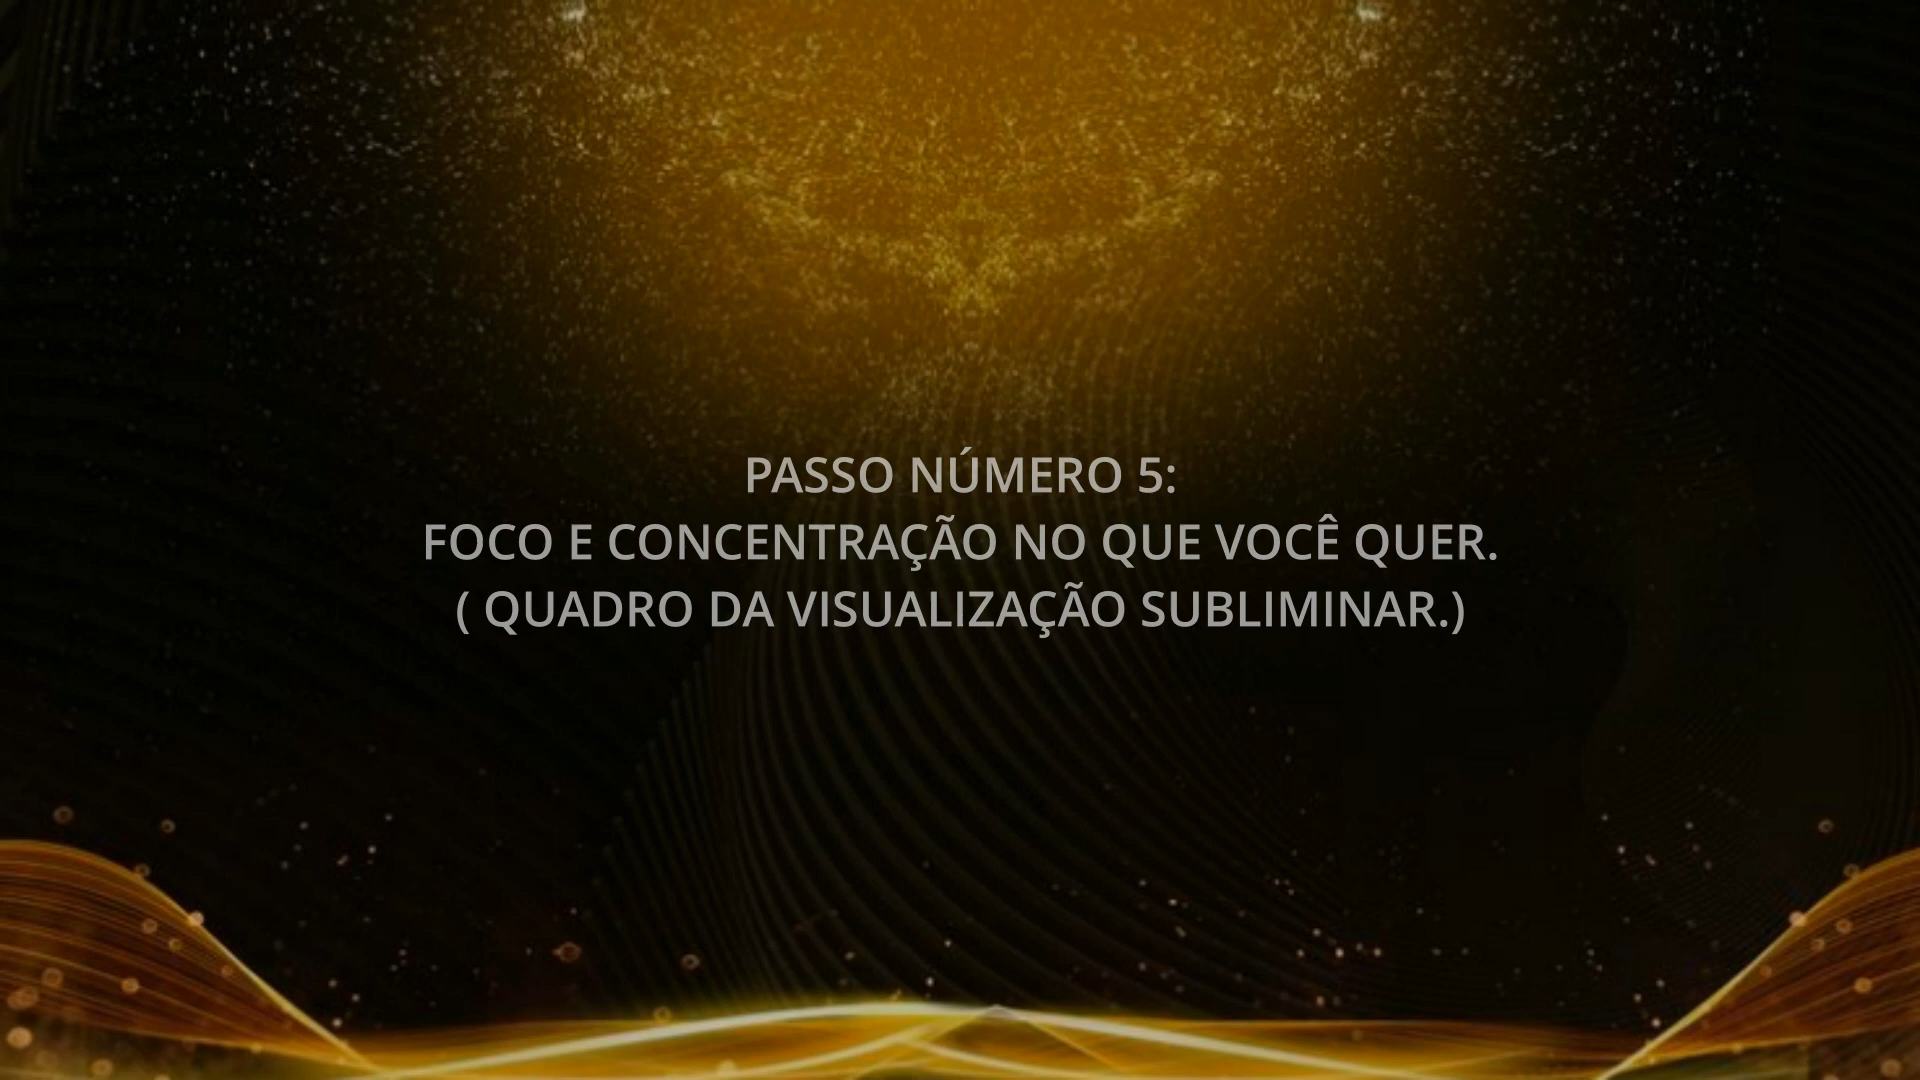 PASSO NÚMERO 5:
FOCO E CONCENTRAÇÃO NO QUE VOCÊ QUER.
( QUADRO DA VISUALIZAÇÃO SUBLIMINAR.)